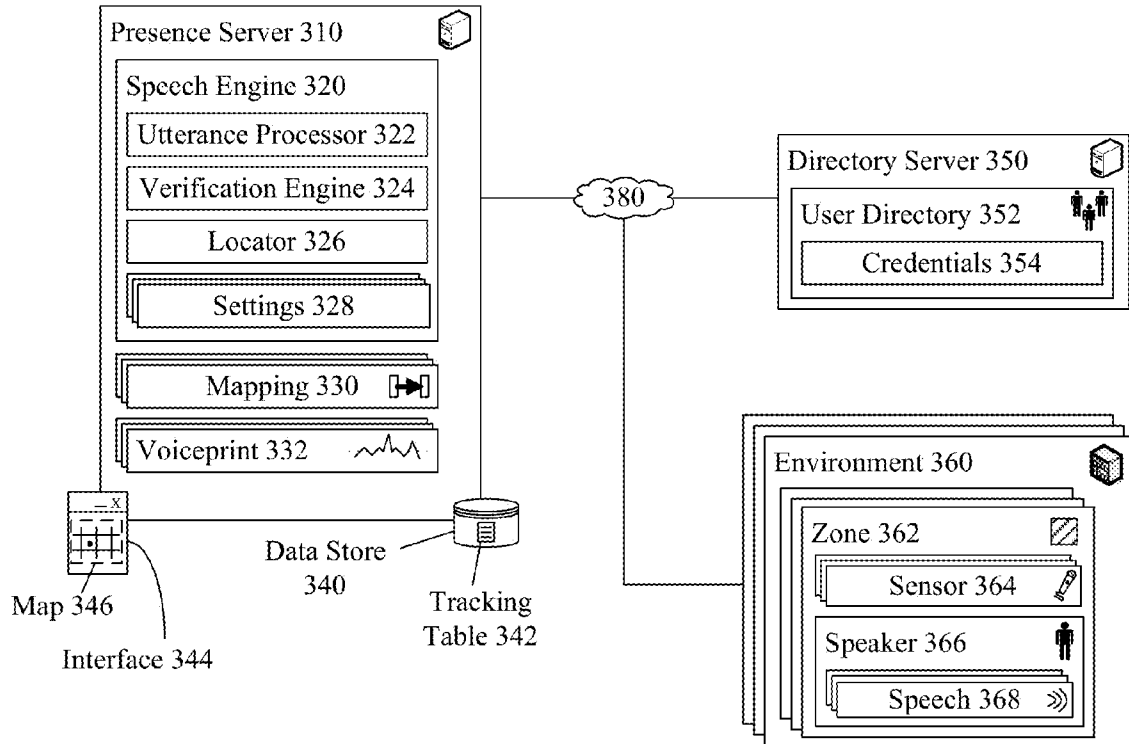 Presence Server 310
Speech Engine 320
Utterance Processor 322
Verification Engine 324
Locator 326
Settings 328
Mapping 330
Voiceprint 332
_ X
Map 346
Interface 344
Data Store
340
Tracking
Table 342
380
Directory Server 350
User Directory 352
Credentials 354
Environment 360
Zone 362
Sensor 364
Speaker 366
Speech 368